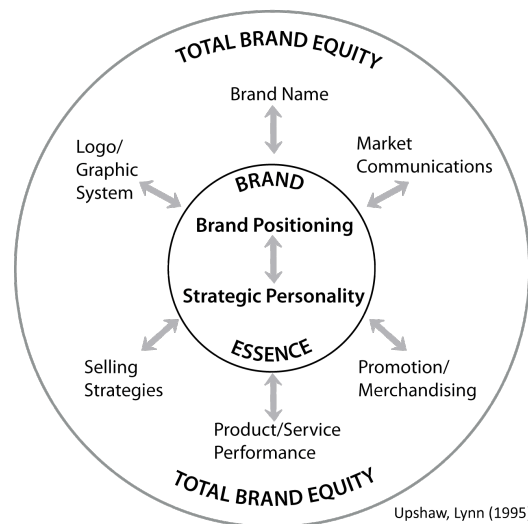 TOTAL BRAND EQUITY
Brand Name
Logo/
Graphic
System
Market
Communications
BRAND
Brand Positioning
Strategic Personality
ESSENCE
Selling
Strategies
Promotion/
Merchandising
Product/Service
Performance
TOTAL BRAND EQUITY
Upshaw, Lynn (1995